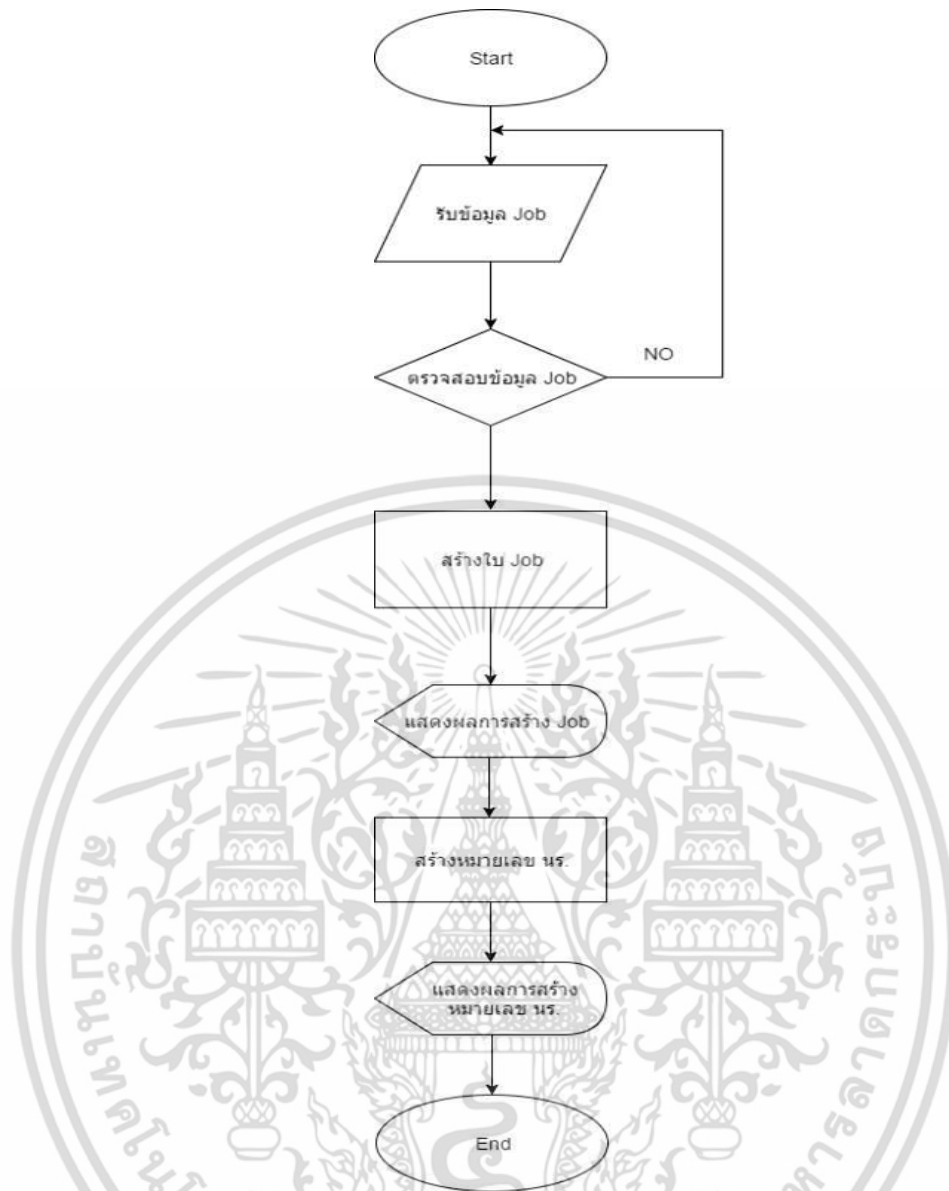 Start
รับข้อมูล Job
ตรวจสอบข้อมูล Job
NO
สร้างใบ Job
แสดงผลการสร้าง Job
สร้างหมายเลข นร.
แสดงผลการสร้าง
หมายเลข นร.
End